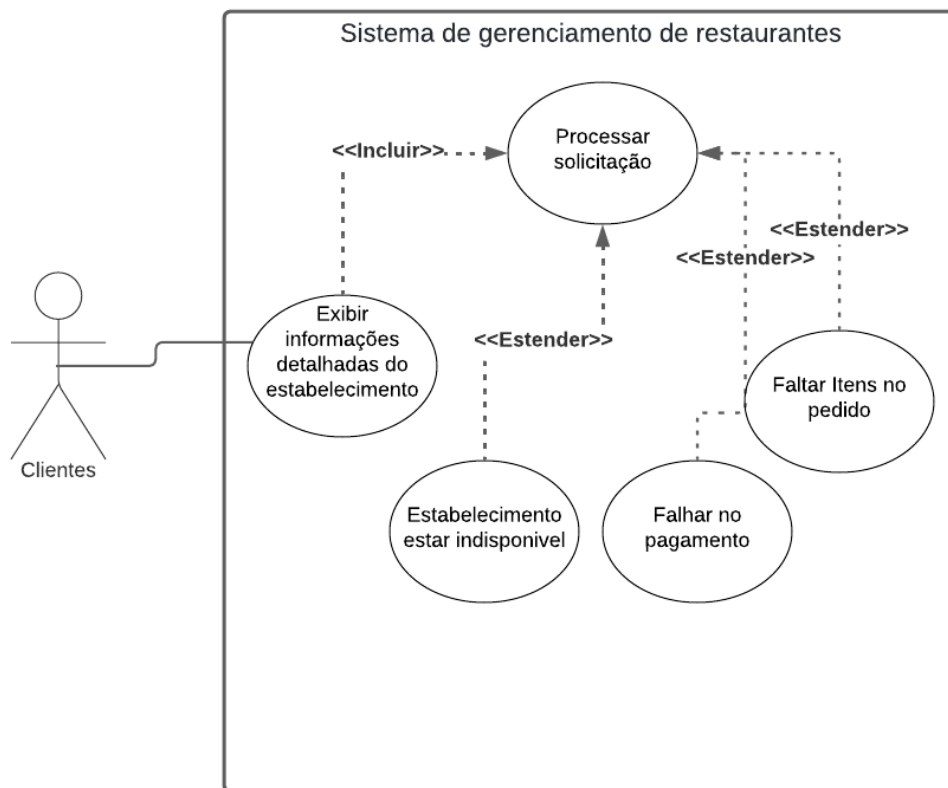 Sistema de gerenciamento de restaurantes
Processar
solicitação
<<Incluir>>
<<Estender>>
<<Estender>>
Exibir
informações
detalhadas do
estabelecimento
<<Estender>>
Faltar Itens no
pedido
Clientes
Estabelecimento
estar indisponivel
Falhar no
pagamento